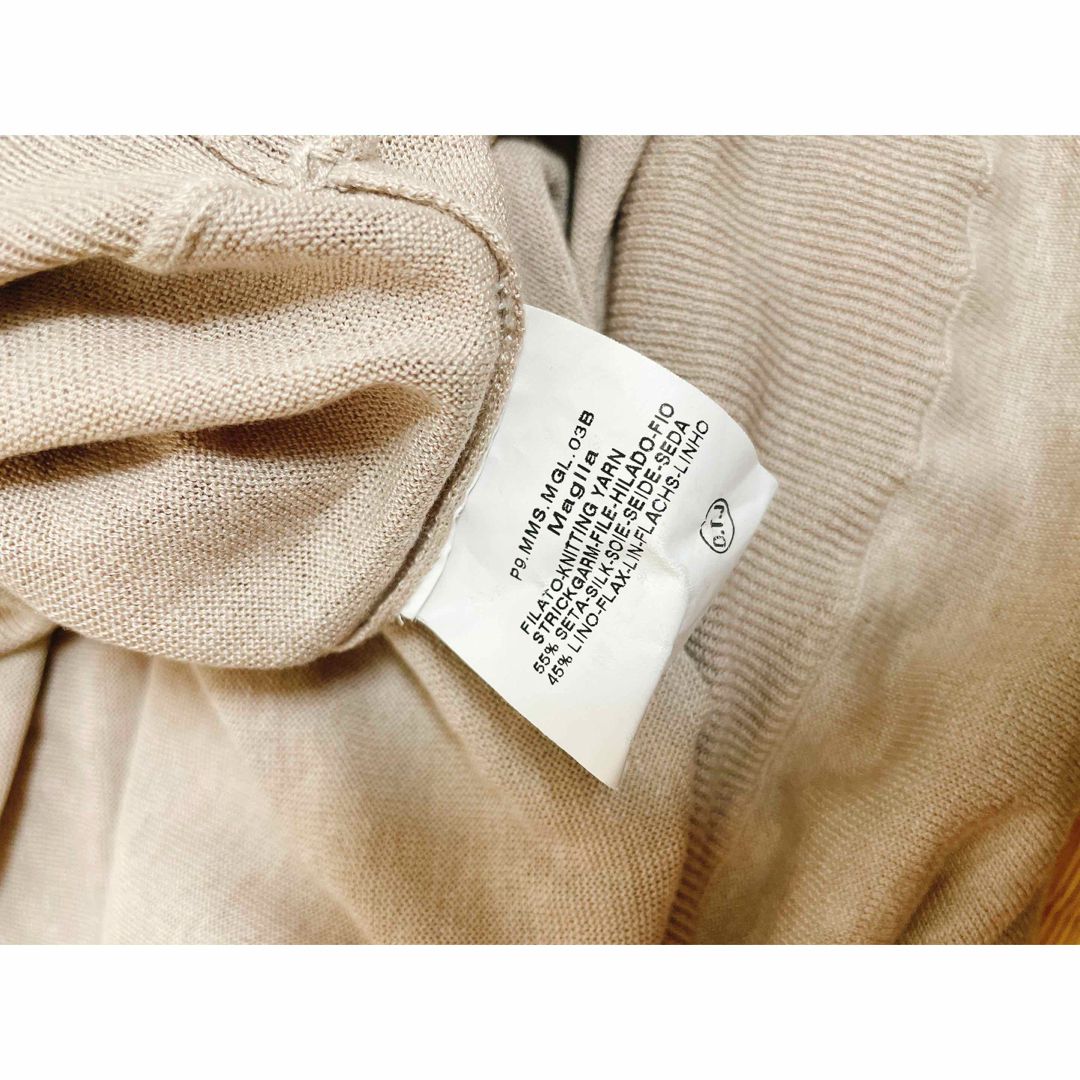 P9.MMS.MGL.03B
Maglia
FILATO-KNITTING YARN
STRICKGARM-FILE-HILADO-FIO
55% SETA-SILK-SOIE-SEIDE-SEDA
45% LINO-FLAX-LIN-FLACHS-LINHO